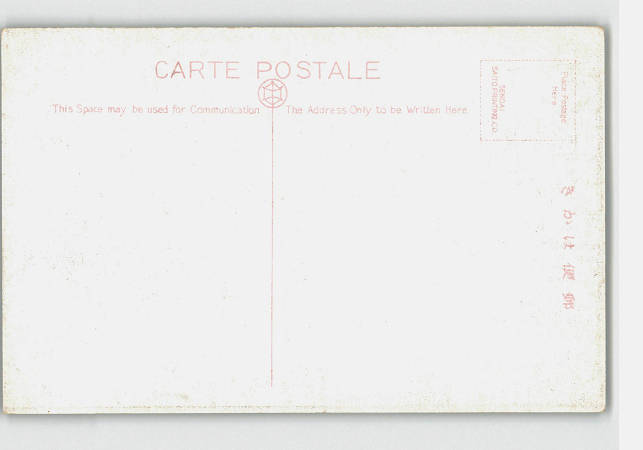 CARTE POSTALE
This Space may be used for Communication
The Address Only to be Written Here
Place Postage
Here
SENDAI
SAITO PRINTING CO.
きかは便郵